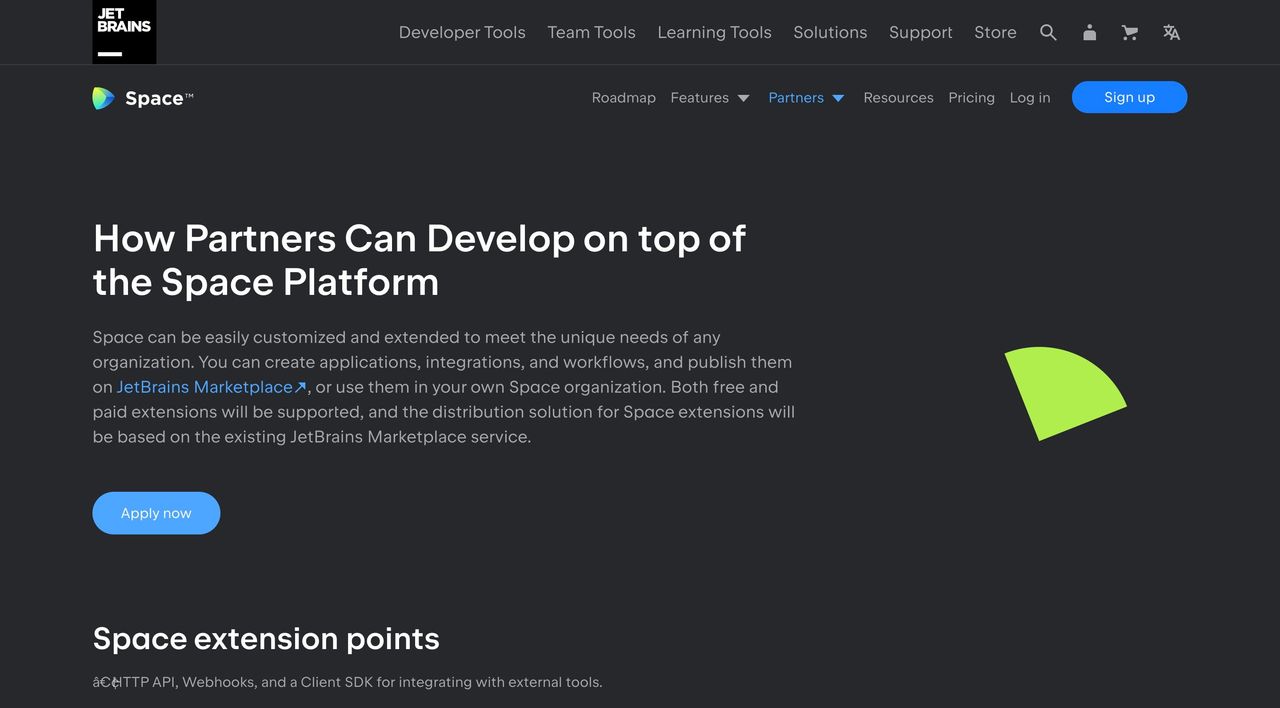 JET
BRAINS
Developer Tools Team Tools Learning Tools Solutions Support Store
Space™
Roadmap Features Partners Resources Pricing Log in Sign up
How Partners Can Develop on top of
the Space Platform
Space can be easily customized and extended to meet the unique needs of any
organization. You can create applications, integrations, and workflows, and publish them
on JetBrains Marketplace↗, or use them in your own Space organization. Both free and
paid extensions will be supported, and the distribution solution for Space extensions will
be based on the existing JetBrains Marketplace service.
Apply now
Space extension points
HTTP API, Webhooks, and a Client SDK for integrating with external tools.